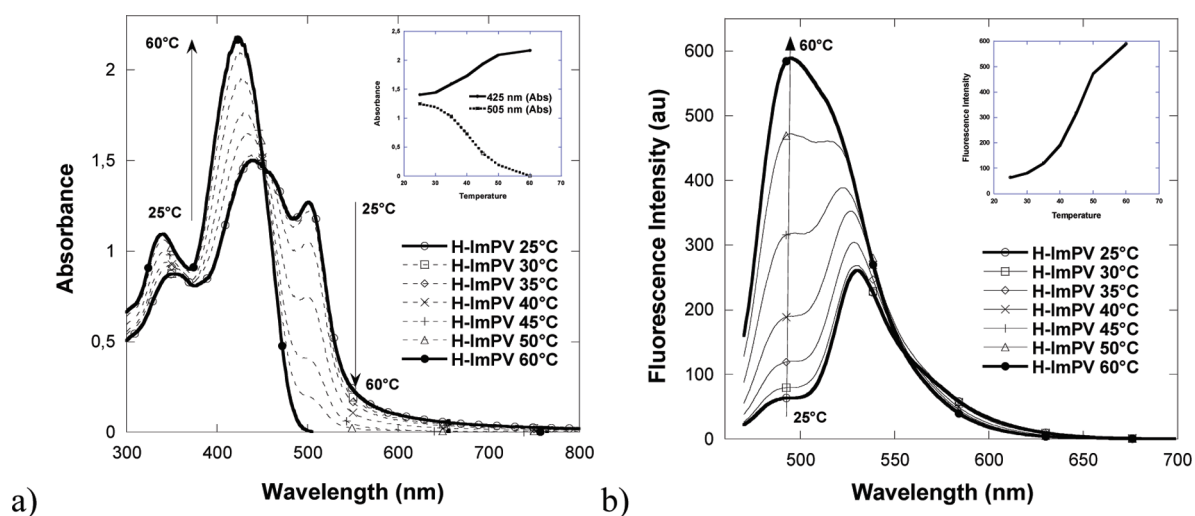 a)
Absorbance
2
1.5
1
0,5
0
300
400
500
600
700
800
Wavelength (nm)
60°C
25°C
25°C
60°C
H-ImPV 25°C
H-ImPV 30°C
H-ImPV 35°C
H-ImPV 40°C
H-ImPV 45°C
H-ImPV 50°C
H-ImPV 60°C
Absorbance
2,5
2
1,5
1
0,5
0
20
30
40
50
60
70
Temperature
425 nm (Abs)
505 nm (Abs)
b)
Fluorescence Intensity (au)
600
500
400
300
200
100
0
500
550
600
650
700
Wavelength (nm)
60°C
25°C
H-ImPV 25°C
H-ImPV 30°C
H-ImPV 35°C
H-ImPV 40°C
H-ImPV 45°C
H-ImPV 50°C
H-ImPV 60°C
Fluorescence Intensity
600
500
400
300
200
100
0
20
30
40
50
60
70
Temperature